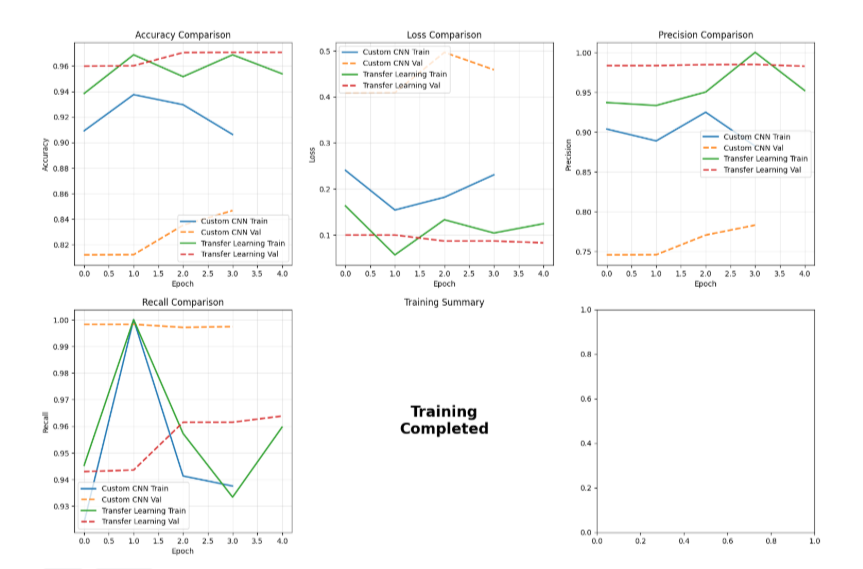 Accuracy Comparison
Accuracy
0.96
0.94
0.92
0.90
0.88
0.86
0.84
0.82
Custom CNN Train
Custom CNN Val
Transfer Learning Train
Transfer Learning Val
0.0 0.5 1.0 1.5 2.0 2.5 3.0 3.5 4.0
Epoch
Loss Comparison
Loss
0.5
0.4
0.3
0.2
0.1
Custom CNN Train
Custom CNN Val
Transfer Learning Train
Transfer Learning Val
0.0 0.5 1.0 1.5 2.0 2.5 3.0 3.5 4.0
Epoch
Precision Comparison
Precision
1.00
0.95
0.90
0.85
0.80
0.75
Custom CNN Train
Custom CNN Val
Transfer Learning Train
Transfer Learning Val
0.0 0.5 1.0 1.5 2.0 2.5 3.0 3.5 4.0
Epoch
Recall Comparison
Recall
1.00
0.99
0.98
0.97
0.96
0.95
0.94
0.93
Custom CNN Train
Custom CNN Val
Transfer Learning Train
Transfer Learning Val
0.0 0.5 1.0 1.5 2.0 2.5 3.0 3.5 4.0
Epoch
Training Summary
Training
Completed
1.0
0.8
0.6
0.4
0.2
0.0
0.0 0.2 0.4 0.6 0.8 1.0